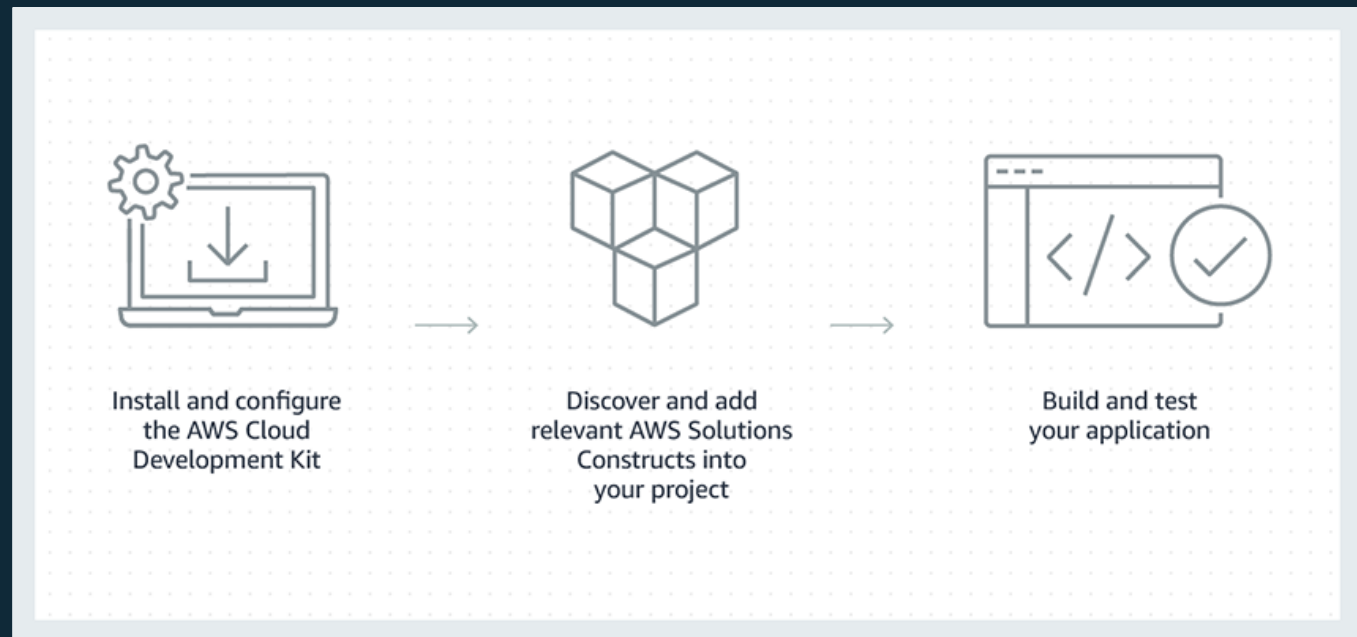 Install and configure
the AWS Cloud
Development Kit
Discover and add
relevant AWS Solutions
Constructs into
your project
Build and test
your application